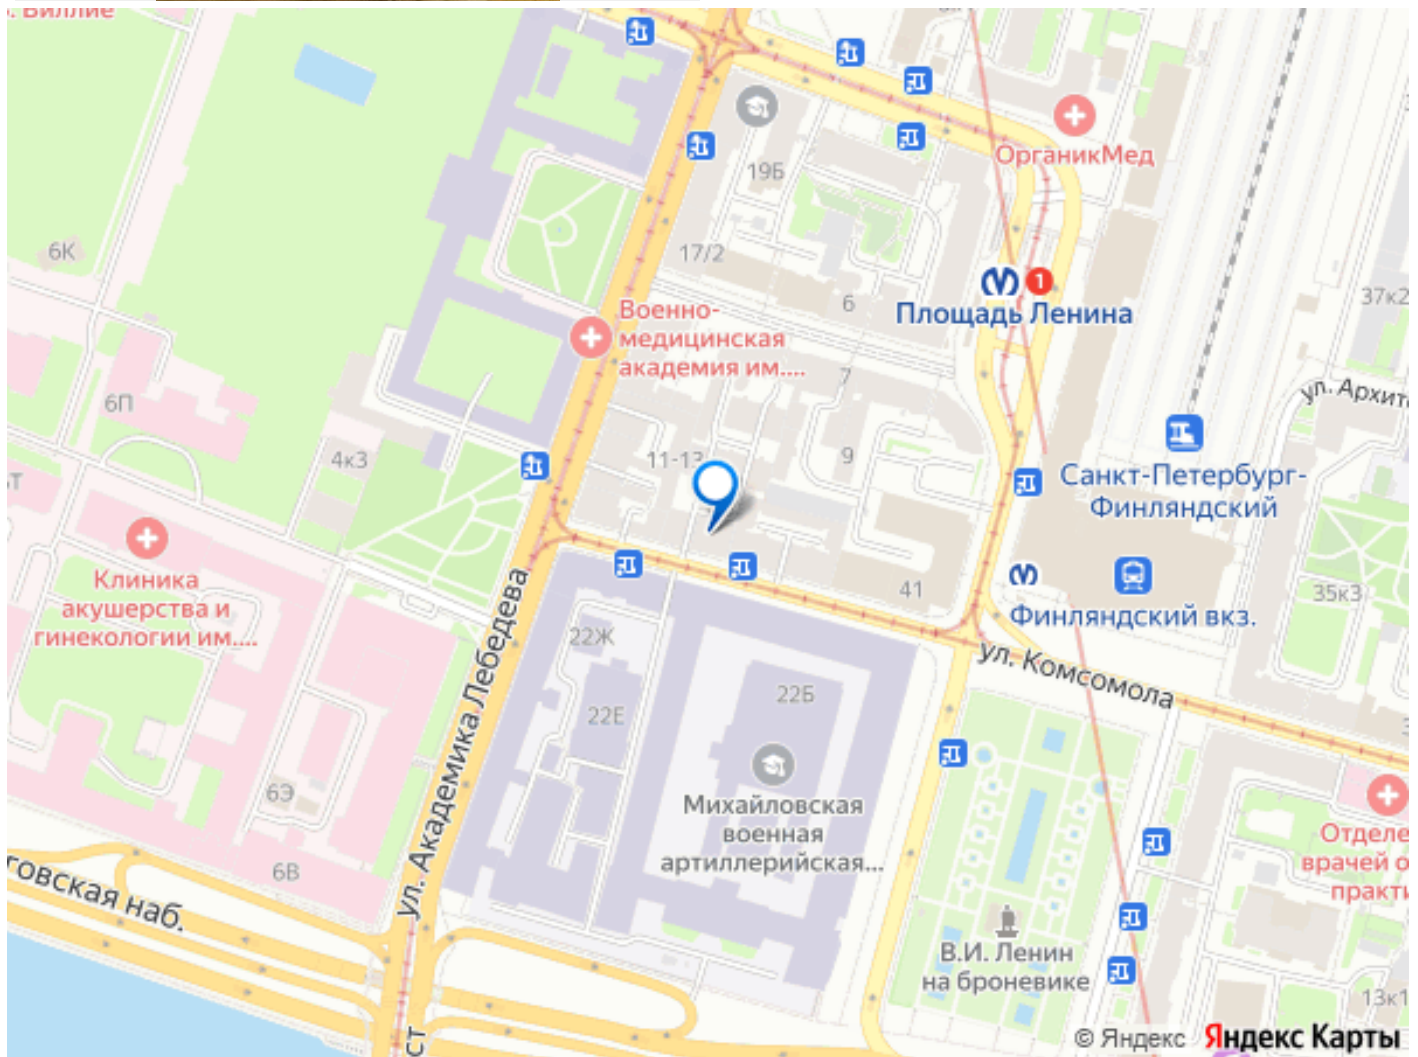 Виллие
ОрганикМед
19Б
6К
17/2
Военно-
медицинская
академия им....
6
1
Площадь Ленина
37к2
7
ул. Архит
6П
4к3
11-13
9
Санкт-Петербург-
Финляндский
Клиника
акушерства и
гинекологии им....
41
35к3
Финляндский вкз.
22Ж
ул. Академика Лебедева
ул. Комсомола
22Б
22Е
6Э
Михайловская
военная
артиллерийская...
Отделе
врачей о
практи
6В
говская наб.
В.И. Ленин
на броневике
13к1
ст
© Яндекс Яндекс Карты